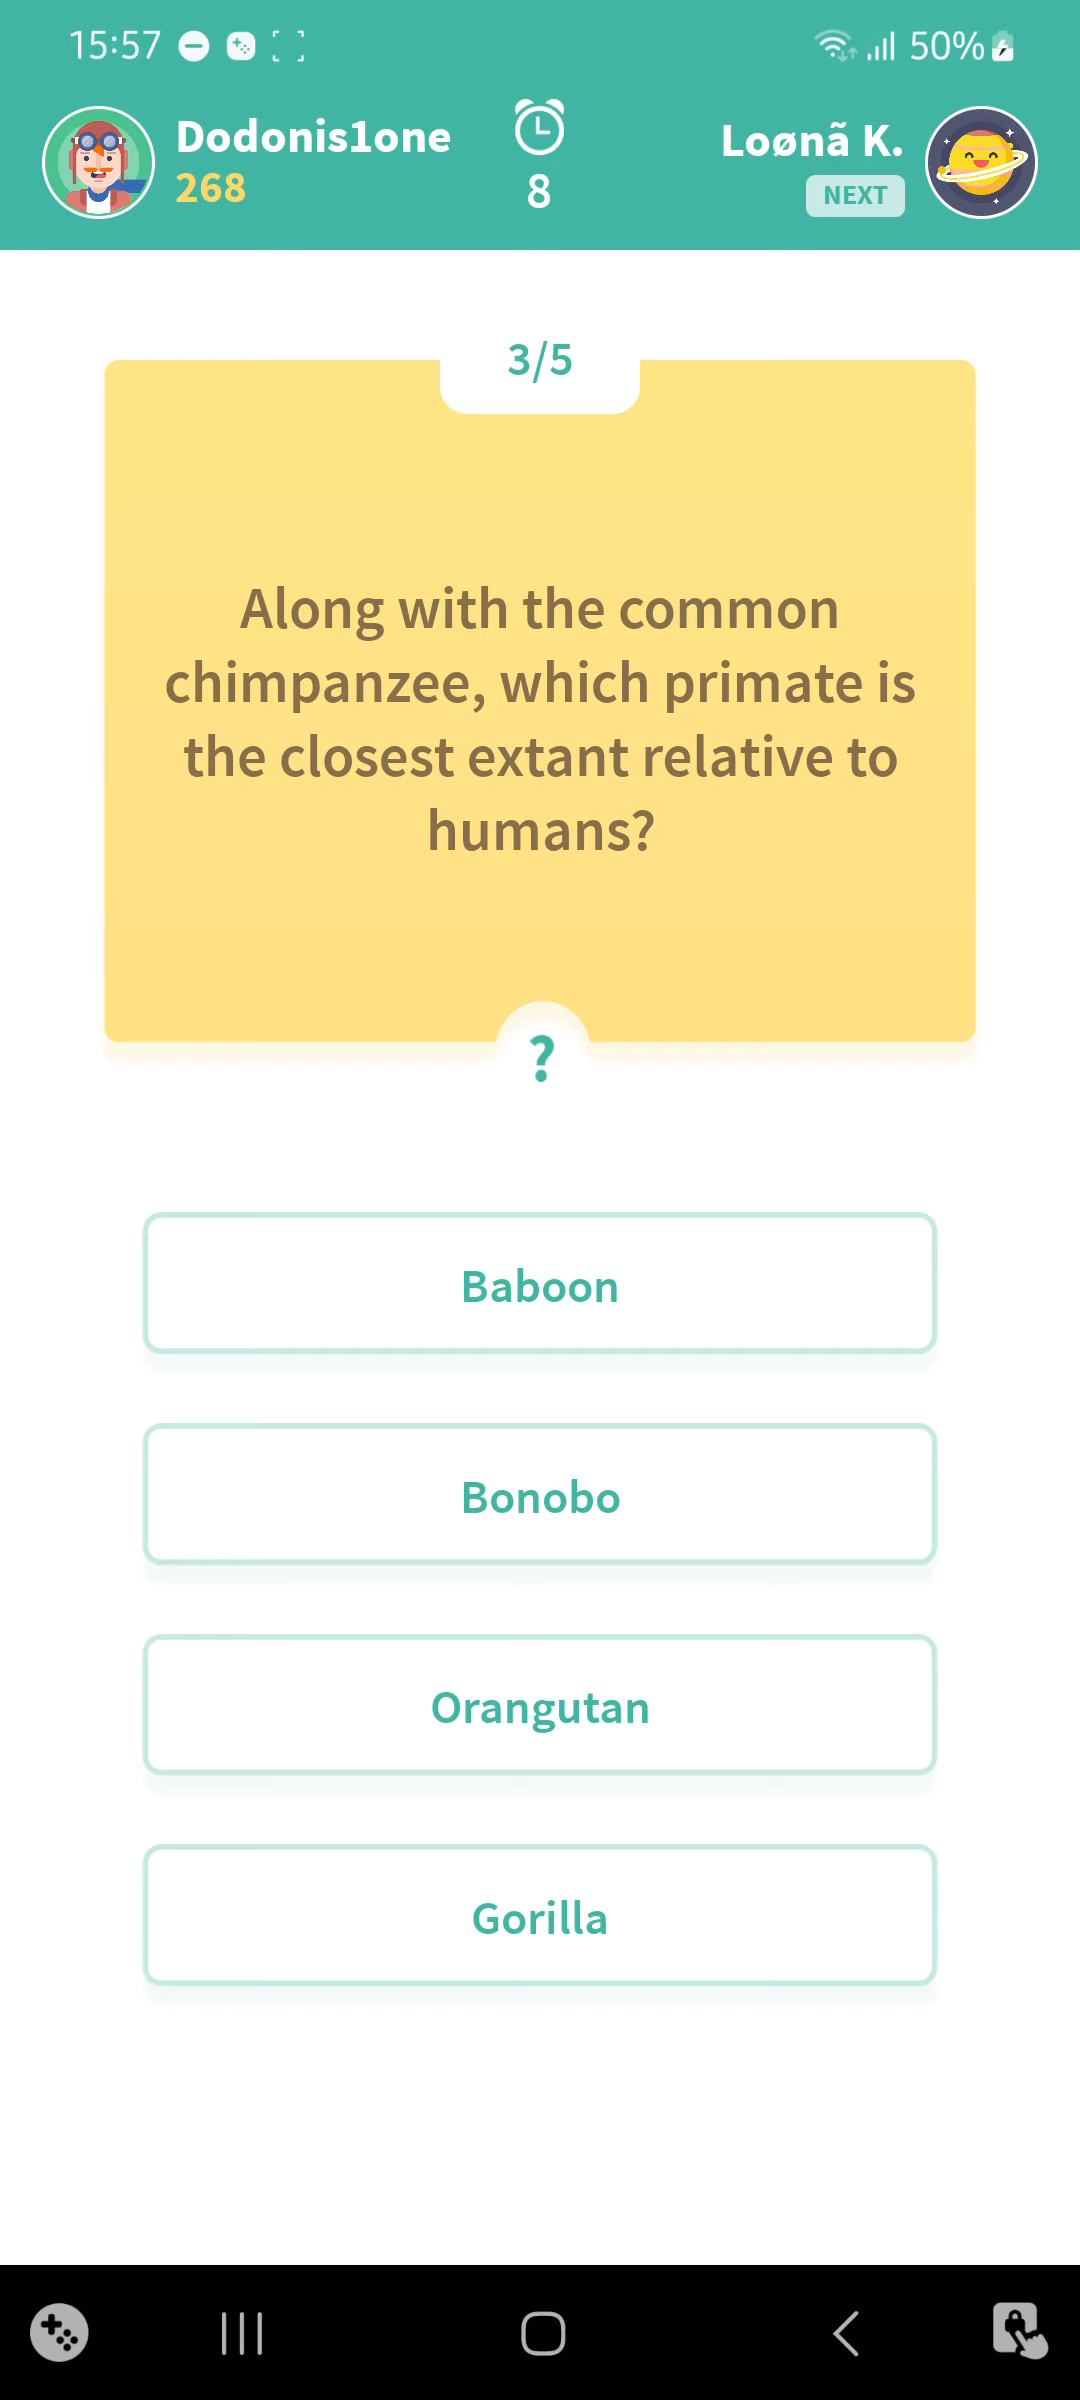 15:57
50%
Dodonis1one
268
8
Loønã K.
NEXT
3/5
Along with the common
chimpanzee, which primate is
the closest extant relative to
humans?
?
Baboon
Bonobo
Orangutan
Gorilla